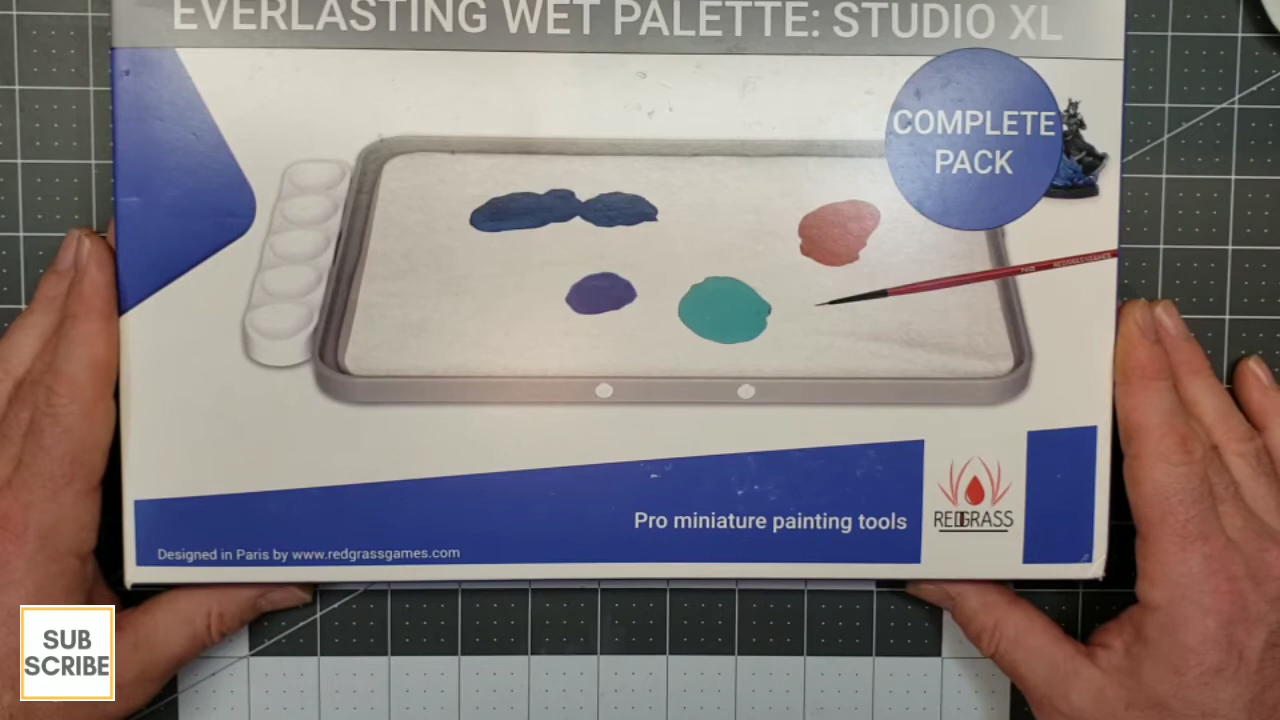 EVERLASTING WET PALETTE: STUDIO XL
COMPLETE
PACK
Pro miniature painting tools
REDGRASS
Designed in Paris by www.redgrassgames.com
SUB
SCRIBE